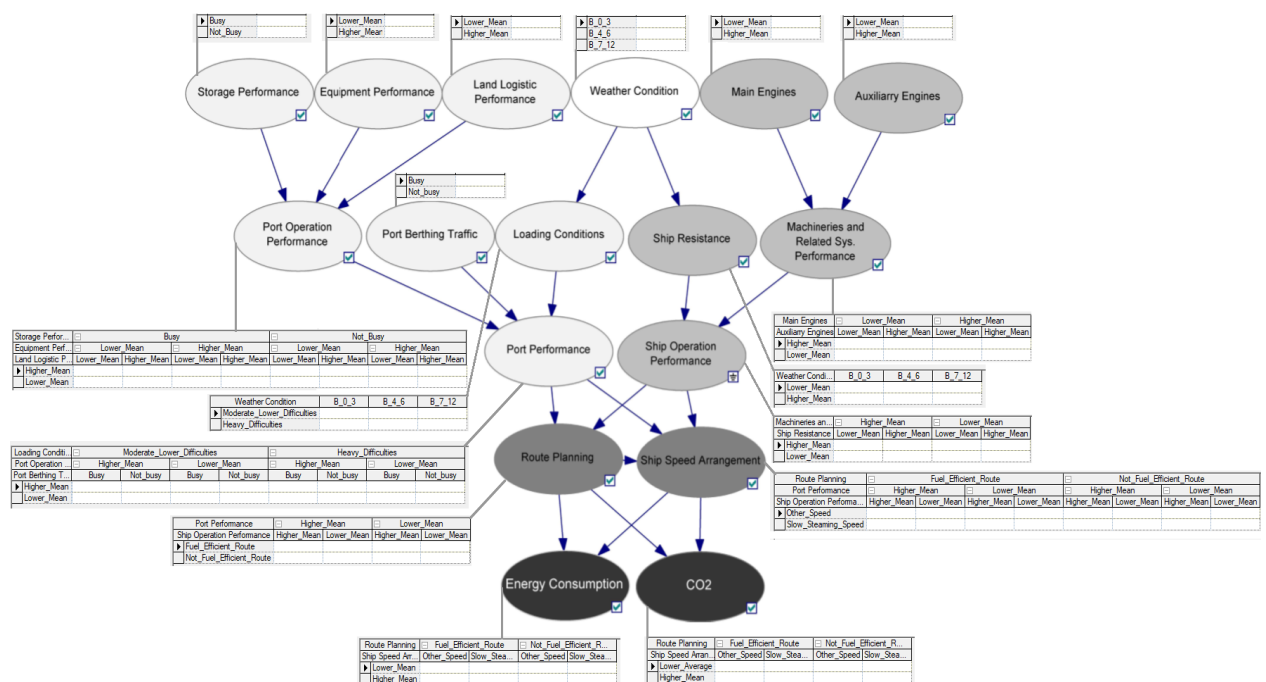 Busy
Not_Busy
Lower_Mean
Higher_Mear
Lower_Mean
Higher_Mean
B_0_3
B_4_6
B_7_12
Lower_Mean
Higher_Mean
Lower_Mean
Higher_Mean
Storage Performance
Equipment Performance
Land Logistic
Performance
Weather Condition
Main Engines
Auxiliarry Engines
Busy
Not_busy
Port Operation
Performance
Port Berthing Traffic
Loading Conditions
Ship Resistance
Machineries and
Related Sys.
Performance
Storage Perfor... Busy Not_Busy
Equipment Perf... Lower_Mean Higher_Mean Lower_Mean Higher_Mean
Land Logistic P... Lower_Mean Higher_Mean Lower_Mean Higher_Mean Lower_Mean Higher_Mean Lower_Mean Higher_Mean
Higher_Mean
Lower_Mean
Port Performance
Ship Operation
Performance
Main Engines Lower_Mean Higher_Mean
Auxiliarry Engines Lower_Mean Higher_Mean Lower_Mean Higher_Mean
Higher_Mean
Lower_Mean
Weather Condi... B_0_3 B_4_6 B_7_12
Lower_Mean
Higher_Mean
Weather Condition B_0_3 B_4_6 B_7_12
Moderate_Lower_Difficulties
Heavy_Difficulties
Machineries an... Higher_Mean Lower_Mean
Ship Resistance Lower_Mean Higher_Mean Lower_Mean Higher_Mean
Higher_Mean
Lower_Mean
Loading Conditi... Moderate_Lower_Difficulties Heavy_Difficulties
Port Operation ... Higher_Mean Lower_Mean Higher_Mean Lower_Mean
Port Berthing T... Busy Not_busy Busy Not_busy Busy Not_busy Busy Not_busy
Higher_Mean
Lower_Mean
Route Planning
Ship Speed Arrangement
Route Planning Fuel_Efficient_Route Not_Fuel_Efficient_Route
Port Performance Higher_Mean Lower_Mean Higher_Mean Lower_Mean
Ship Operation Performa... Higher_Mean Lower_Mean Higher_Mean Lower_Mean Higher_Mean Lower_Mean Higher_Mean Lower_Mean
Other_Speed
Slow_Steaming_Speed
Port Performance Higher_Mean Lower_Mean
Ship Operation Performance Higher_Mean Lower_Mean Higher_Mean Lower_Mean
Fuel_Efficient_Route
Not_Fuel_Efficient_Route
Energy Consumption
CO2
Route Planning Fuel_Efficient_Route Not_Fuel_Efficient_R...
Ship Speed Arr... Other_Speed Slow_Stea... Other_Speed Slow_Stea...
Lower_Mean
Higher_Mean
Route Planning Fuel_Efficient_Route Not_Fuel_Efficient_R...
Ship Speed Arran... Other_Speed Slow_Stea... Other_Speed Slow_Stea...
Lower_Average
Higher_Mean